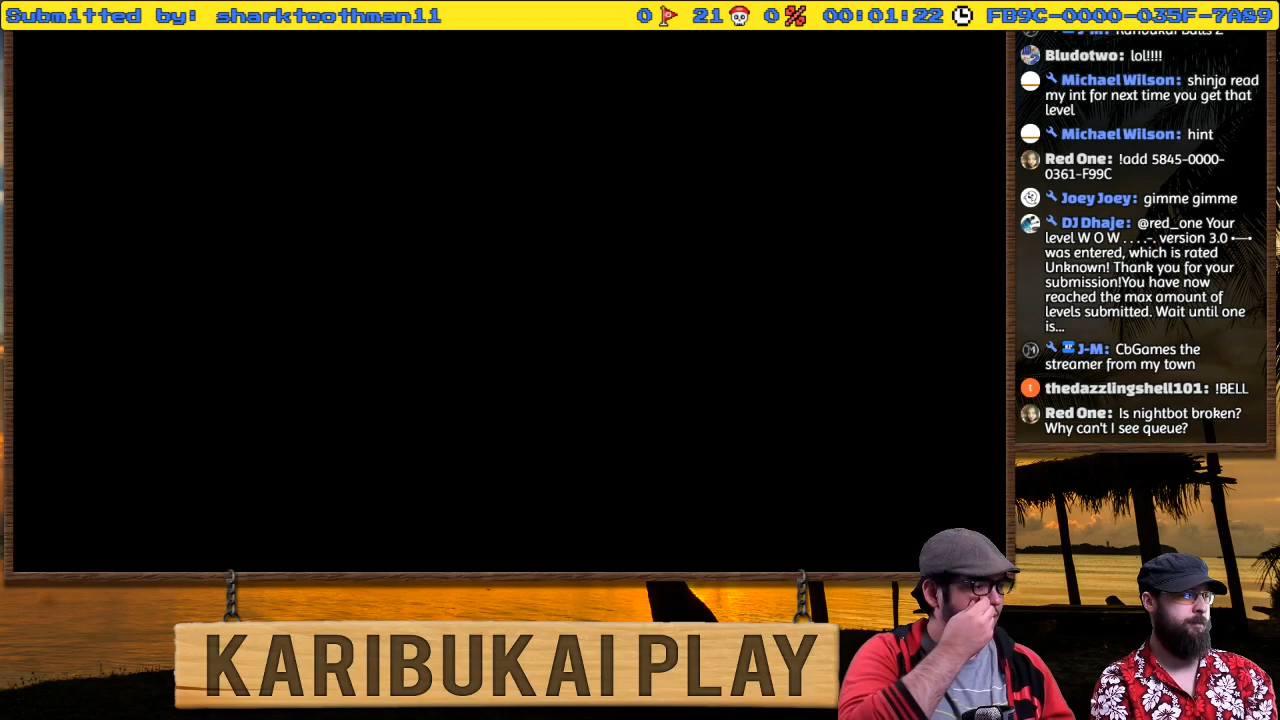 Submitted by: sharktoothman11 0 21 0% 00:01:22 FB9C-0000-035F-7A89
J-M: Karibukai Balls Z
Bludotwo: lol!!!!
Michael Wilson: shinja read
my int for next time you get that
level
Michael Wilson: hint
Red One: !add 5845-0000-
0361-F99C
Joey Joey: gimme gimme
DJ Dhaje: @red_one Your
level W O W . . . .-. version 3.0 •—•
was entered, which is rated
Unknown! Thank you for your
submission!You have now
reached the max amount of
levels submitted. Wait until one
is...
J-M: CbGames the
streamer from my town
t thedazzlingshell101: !BELL
Red One: Is nightbot broken?
Why can't I see queue?
KARIBUKAI PLAY